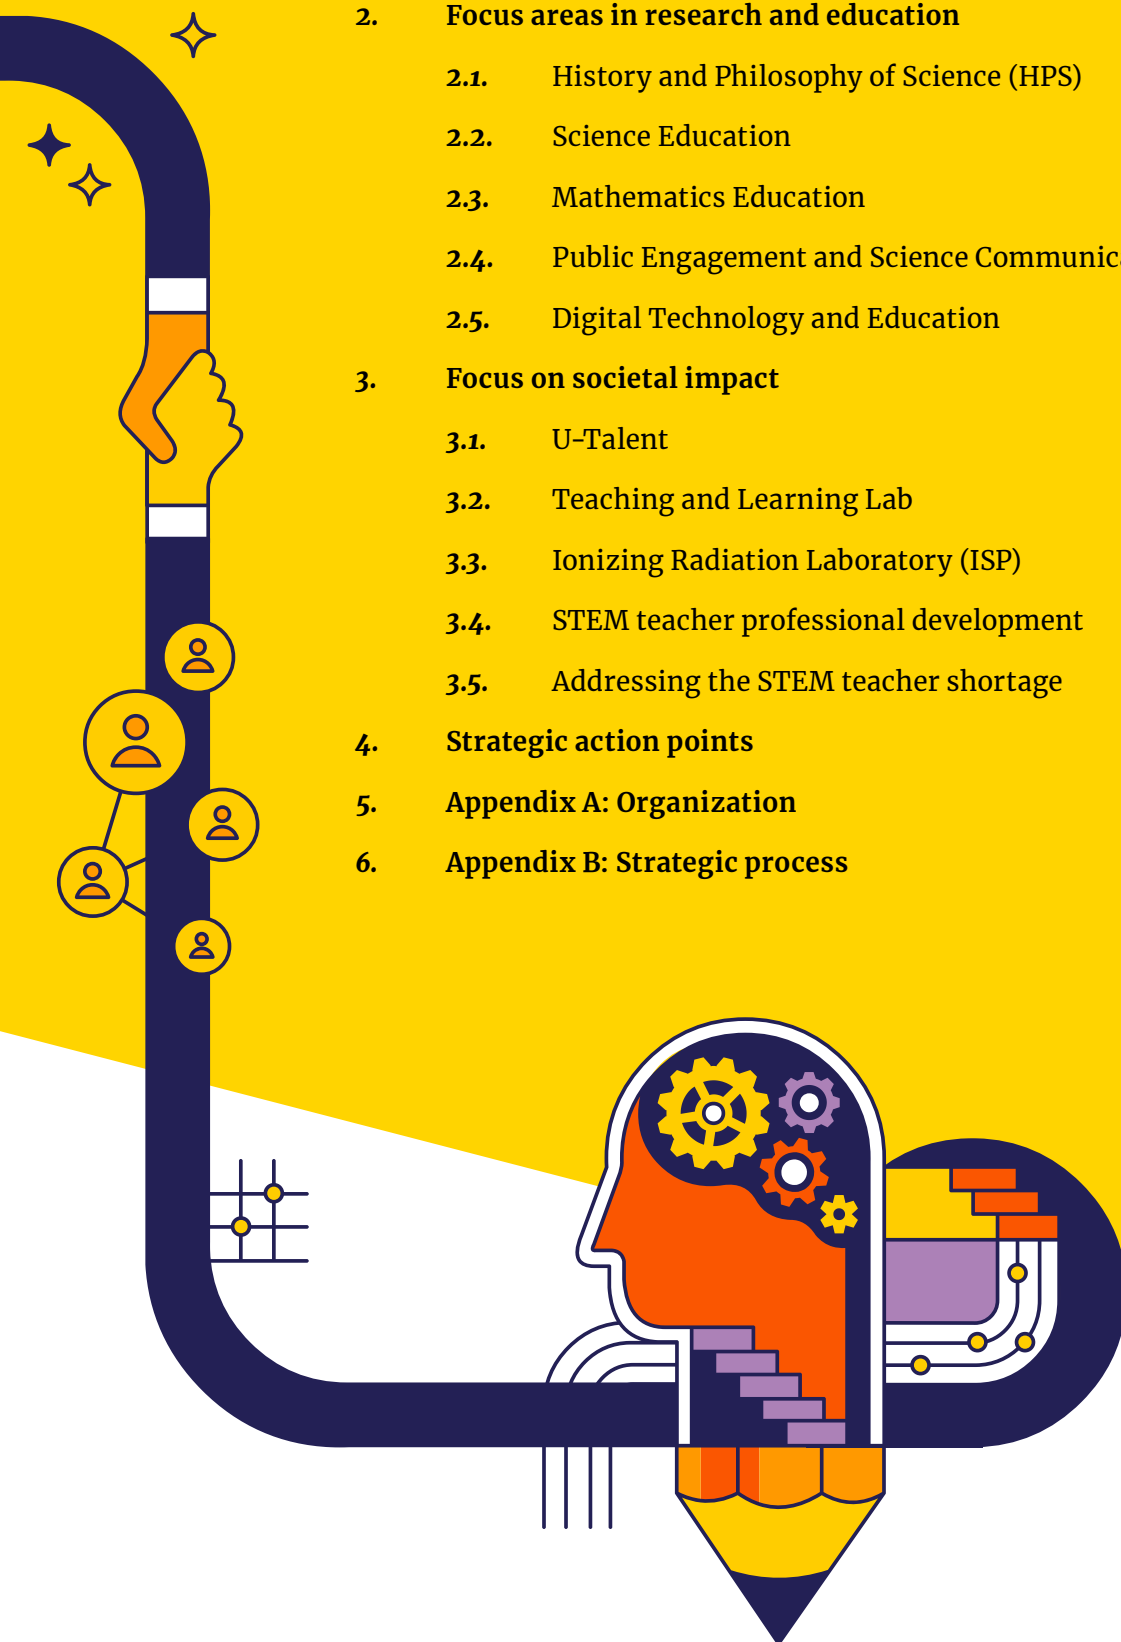 2. Focus areas in research and education
2.1. History and Philosophy of Science (HPS)
2.2. Science Education
2.3. Mathematics Education
2.4. Public Engagement and Science
2.5. Digital Technology and Education
3. Focus on societal impact
3.1. U-Talent
3.2. Teaching and Learning Lab
3.3. Ionizing Radiation Laboratory (ISP)
3.4. STEM teacher professional development
3.5. Addressing the STEM teacher shortage
4. Strategic action points
5. Appendix A: Organization
6. Appendix B: Strategic process